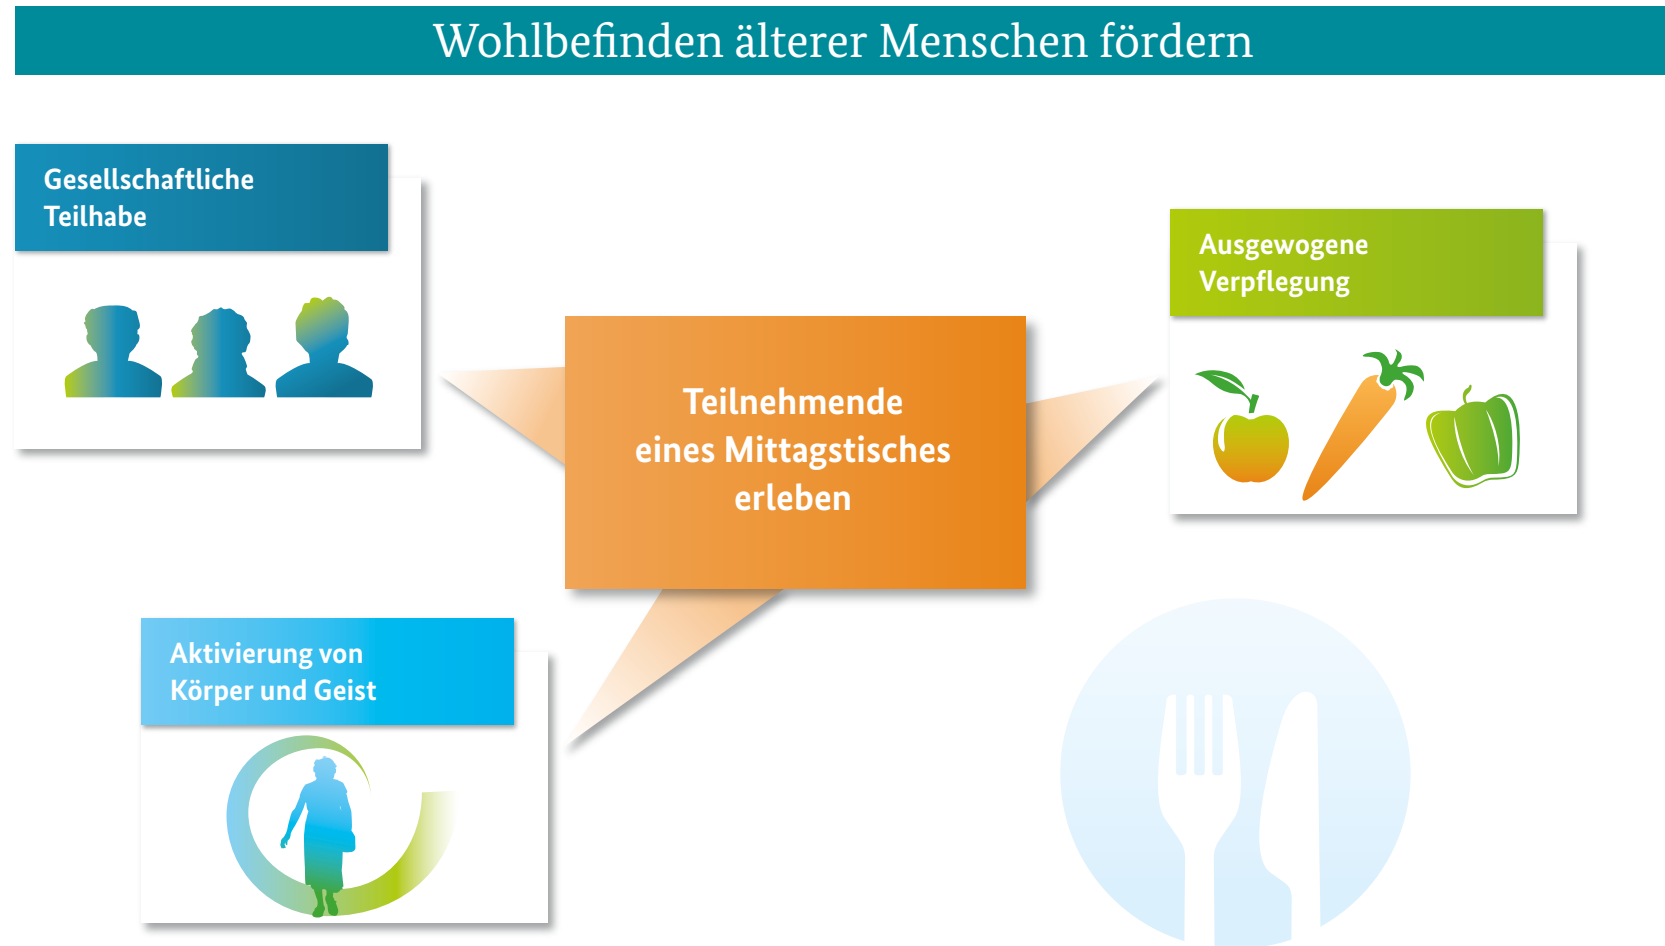 Wohlbefinden älterer Menschen fördern
Gesellschaftliche
Teilhabe
Ausgewogene
Verpflegung
Teilnehmende
eines Mittagstisches
erleben
Aktivierung von
Körper und Geist